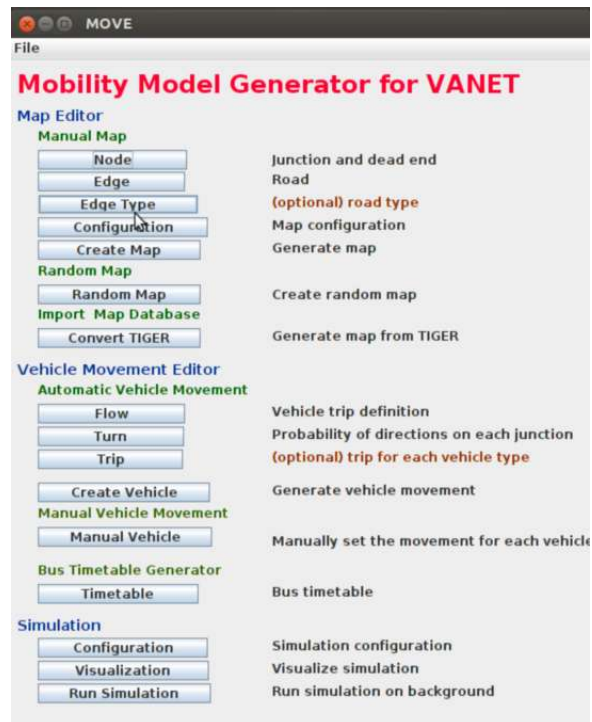 MOVE
File
Mobility Model Generator for VANET
Map Editor
Manual Map
Node Junction and dead end
Edge Road
Edge Type (optional) road type
Configuration Map configuration
Create Map Generate map
Random Map
Random Map Create random map
Import Map Database
Convert TIGER Generate map from TIGER
Vehicle Movement Editor
Automatic Vehicle Movement
Flow Vehicle trip definition
Turn Probability of directions on each junction
Trip (optional) trip for each vehicle type
Create Vehicle Generate vehicle movement
Manual Vehicle Movement
Manual Vehicle Manually set the movement for each vehicle
Bus Timetable Generator
Timetable Bus timetable
Simulation
Configuration Simulation configuration
Visualization Visualize simulation
Run Simulation Run simulation on background